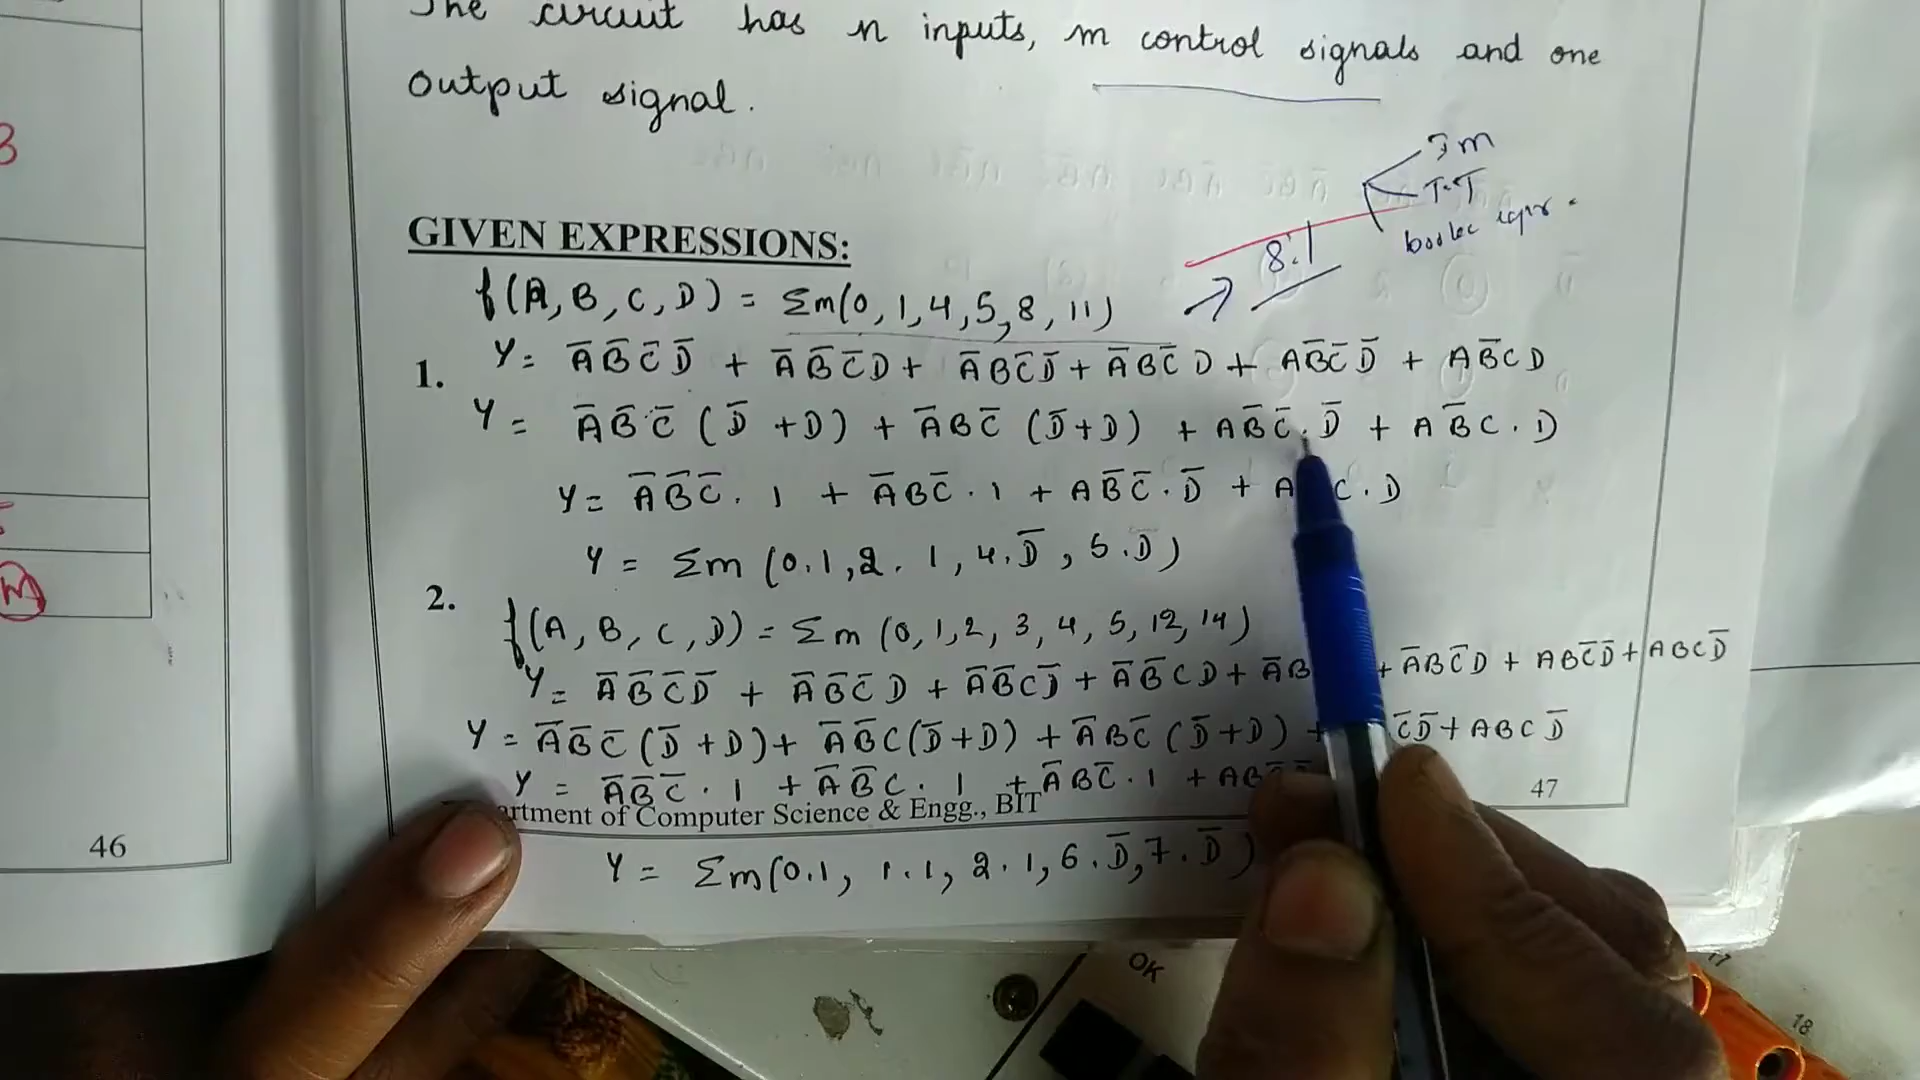 The circuit has n inputs, m control signals and one
output signal.
3
m
T.T
8:1
GIVEN EXPRESSIONS:
f(A, B, C, D) = Σm(0, 1, 4, 5, 8, 11)
1. Y = A̅B̅C̅D̅ + A̅B̅C̅D + A̅BC̅D̅ + A̅BC̅D + AB̅C̅D̅ + AB̅CD
Y = A̅B̅C̅ (D̅ + D) + A̅BC̅ (D̅ + D) + AB̅C̅.D̅ + AB̅C.D
Y = A̅B̅C̅. 1 + A̅BC̅.1 + AB̅C̅.D̅ + A C.D
Y = Σm (0.1, 2. 1, 4.D̅, 5.D̅)
2. f(A, B, C, D) = Σm (0, 1, 2, 3, 4, 5, 12, 14)
Y = A̅B̅C̅D̅ + A̅B̅C̅D + A̅B̅CD̅ + A̅B̅CD + A̅B + A̅BC̅D + ABC̅D̅ + ABCD̅
Y = A̅B̅C̅(D̅ + D) + A̅B̅C(D̅+D) + A̅BC̅(D̅+D) + C̅D̅ + ABCD̅
Y = A̅B̅C̅.1 + A̅B̅C.1 + A̅BC̅.1 + AB
artment of Computer Science & Engg., BIT
47
46
Y = Σm(0.1, 1.1, 2.1, 6.D̅, 7.D̅)
OK
17
18